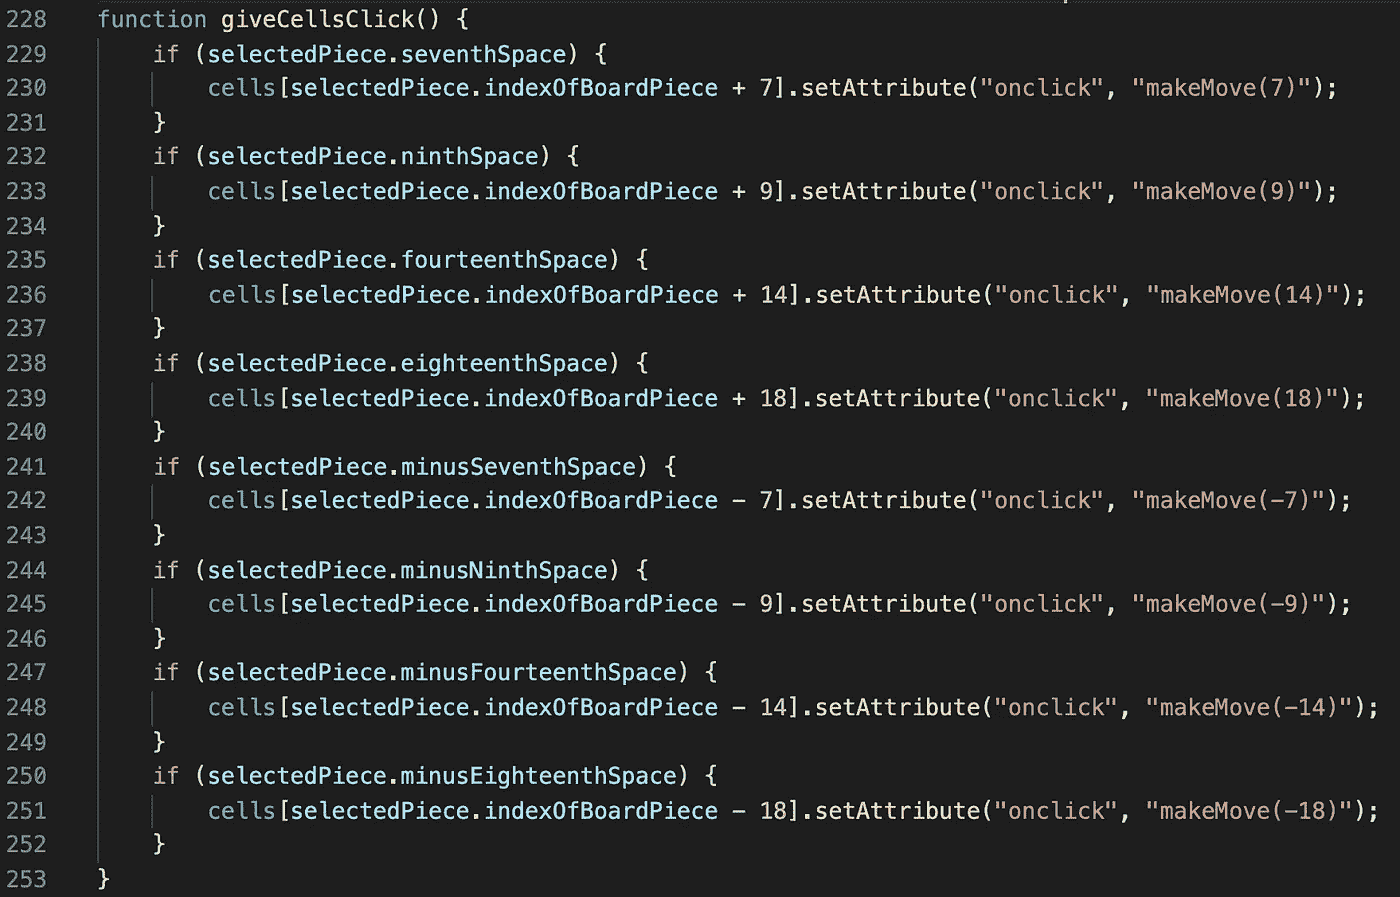 228 function giveCellsClick() {
229 if (selectedPiece.seventhSpace) {
230 cells[selectedPiece.indexOfBoardPiece + 7].setAttribute("onclick", "makeMove(7)");
231 }
232 if (selectedPiece.ninthSpace) {
233 cells[selectedPiece.indexOfBoardPiece + 9].setAttribute("onclick", "makeMove(9)");
234 }
235 if (selectedPiece.fourteenthSpace) {
236 cells[selectedPiece.indexOfBoardPiece + 14].setAttribute("onclick", "makeMove(14)");
237 }
238 if (selectedPiece.eighteenthSpace) {
239 cells[selectedPiece.indexOfBoardPiece + 18].setAttribute("onclick", "makeMove(18)");
240 }
241 if (selectedPiece.minusSeventhSpace) {
242 cells[selectedPiece.indexOfBoardPiece - 7].setAttribute("onclick", "makeMove(-7)");
243 }
244 if (selectedPiece.minusNinthSpace) {
245 cells[selectedPiece.indexOfBoardPiece - 9].setAttribute("onclick", "makeMove(-9)");
246 }
247 if (selectedPiece.minusFourteenthSpace) {
248 cells[selectedPiece.indexOfBoardPiece - 14].setAttribute("onclick", "makeMove(-14)");
249 }
250 if (selectedPiece.minusEighteenthSpace) {
251 cells[selectedPiece.indexOfBoardPiece - 18].setAttribute("onclick", "makeMove(-18)");
252 }
253 }